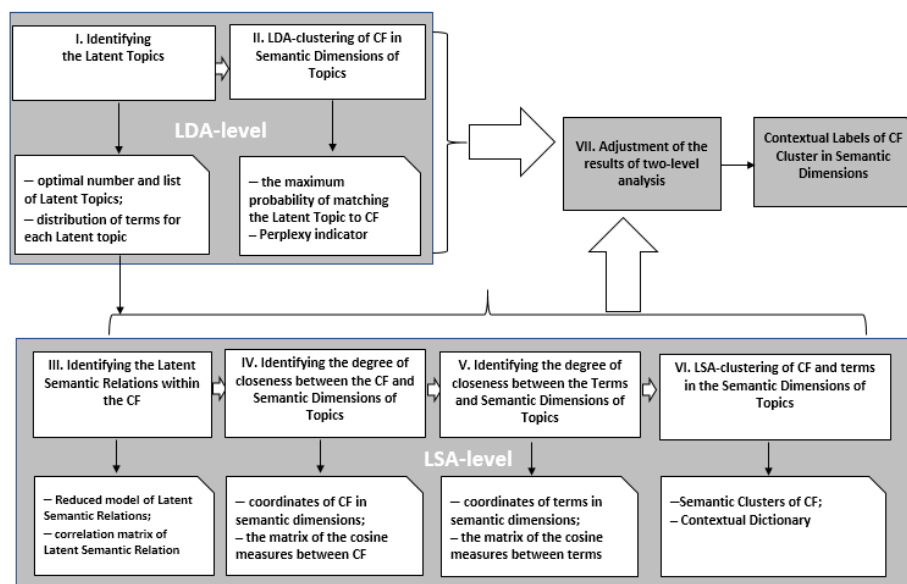 I. Identifying
the Latent Topics
II. LDA-clustering of CF in
Semantic Dimensions of
Topics
LDA-level
— optimal number and list
of Latent Topics;
— distribution of terms for
each Latent topic
— the maximum
probability of matching
the Latent Topic to CF
— Perplexy indicator
VII. Adjustment of the
results of two-level
analysis
Contextual Labels of CF
Cluster in Semantic
Dimensions
III. Identifying the Latent
Semantic Relations within
the CF
IV. Identifying the degree of
closeness between the CF and
Semantic Dimensions of
Topics
V. Identifying the degree of
closeness between the Terms
and Semantic Dimensions of
Topics
VI. LSA-clustering of CF and terms
in the Semantic Dimensions of
Topics
LSA-level
— Reduced model of Latent
Semantic Relations;
— correlation matrix of
Latent Semantic Relation
— coordinates of CF in
semantic dimensions;
— the matrix of the cosine
measures between CF
— coordinates of terms in
semantic dimensions;
— the matrix of the cosine
measures between terms
—Semantic Clusters of CF;
— Contextual Dictionary